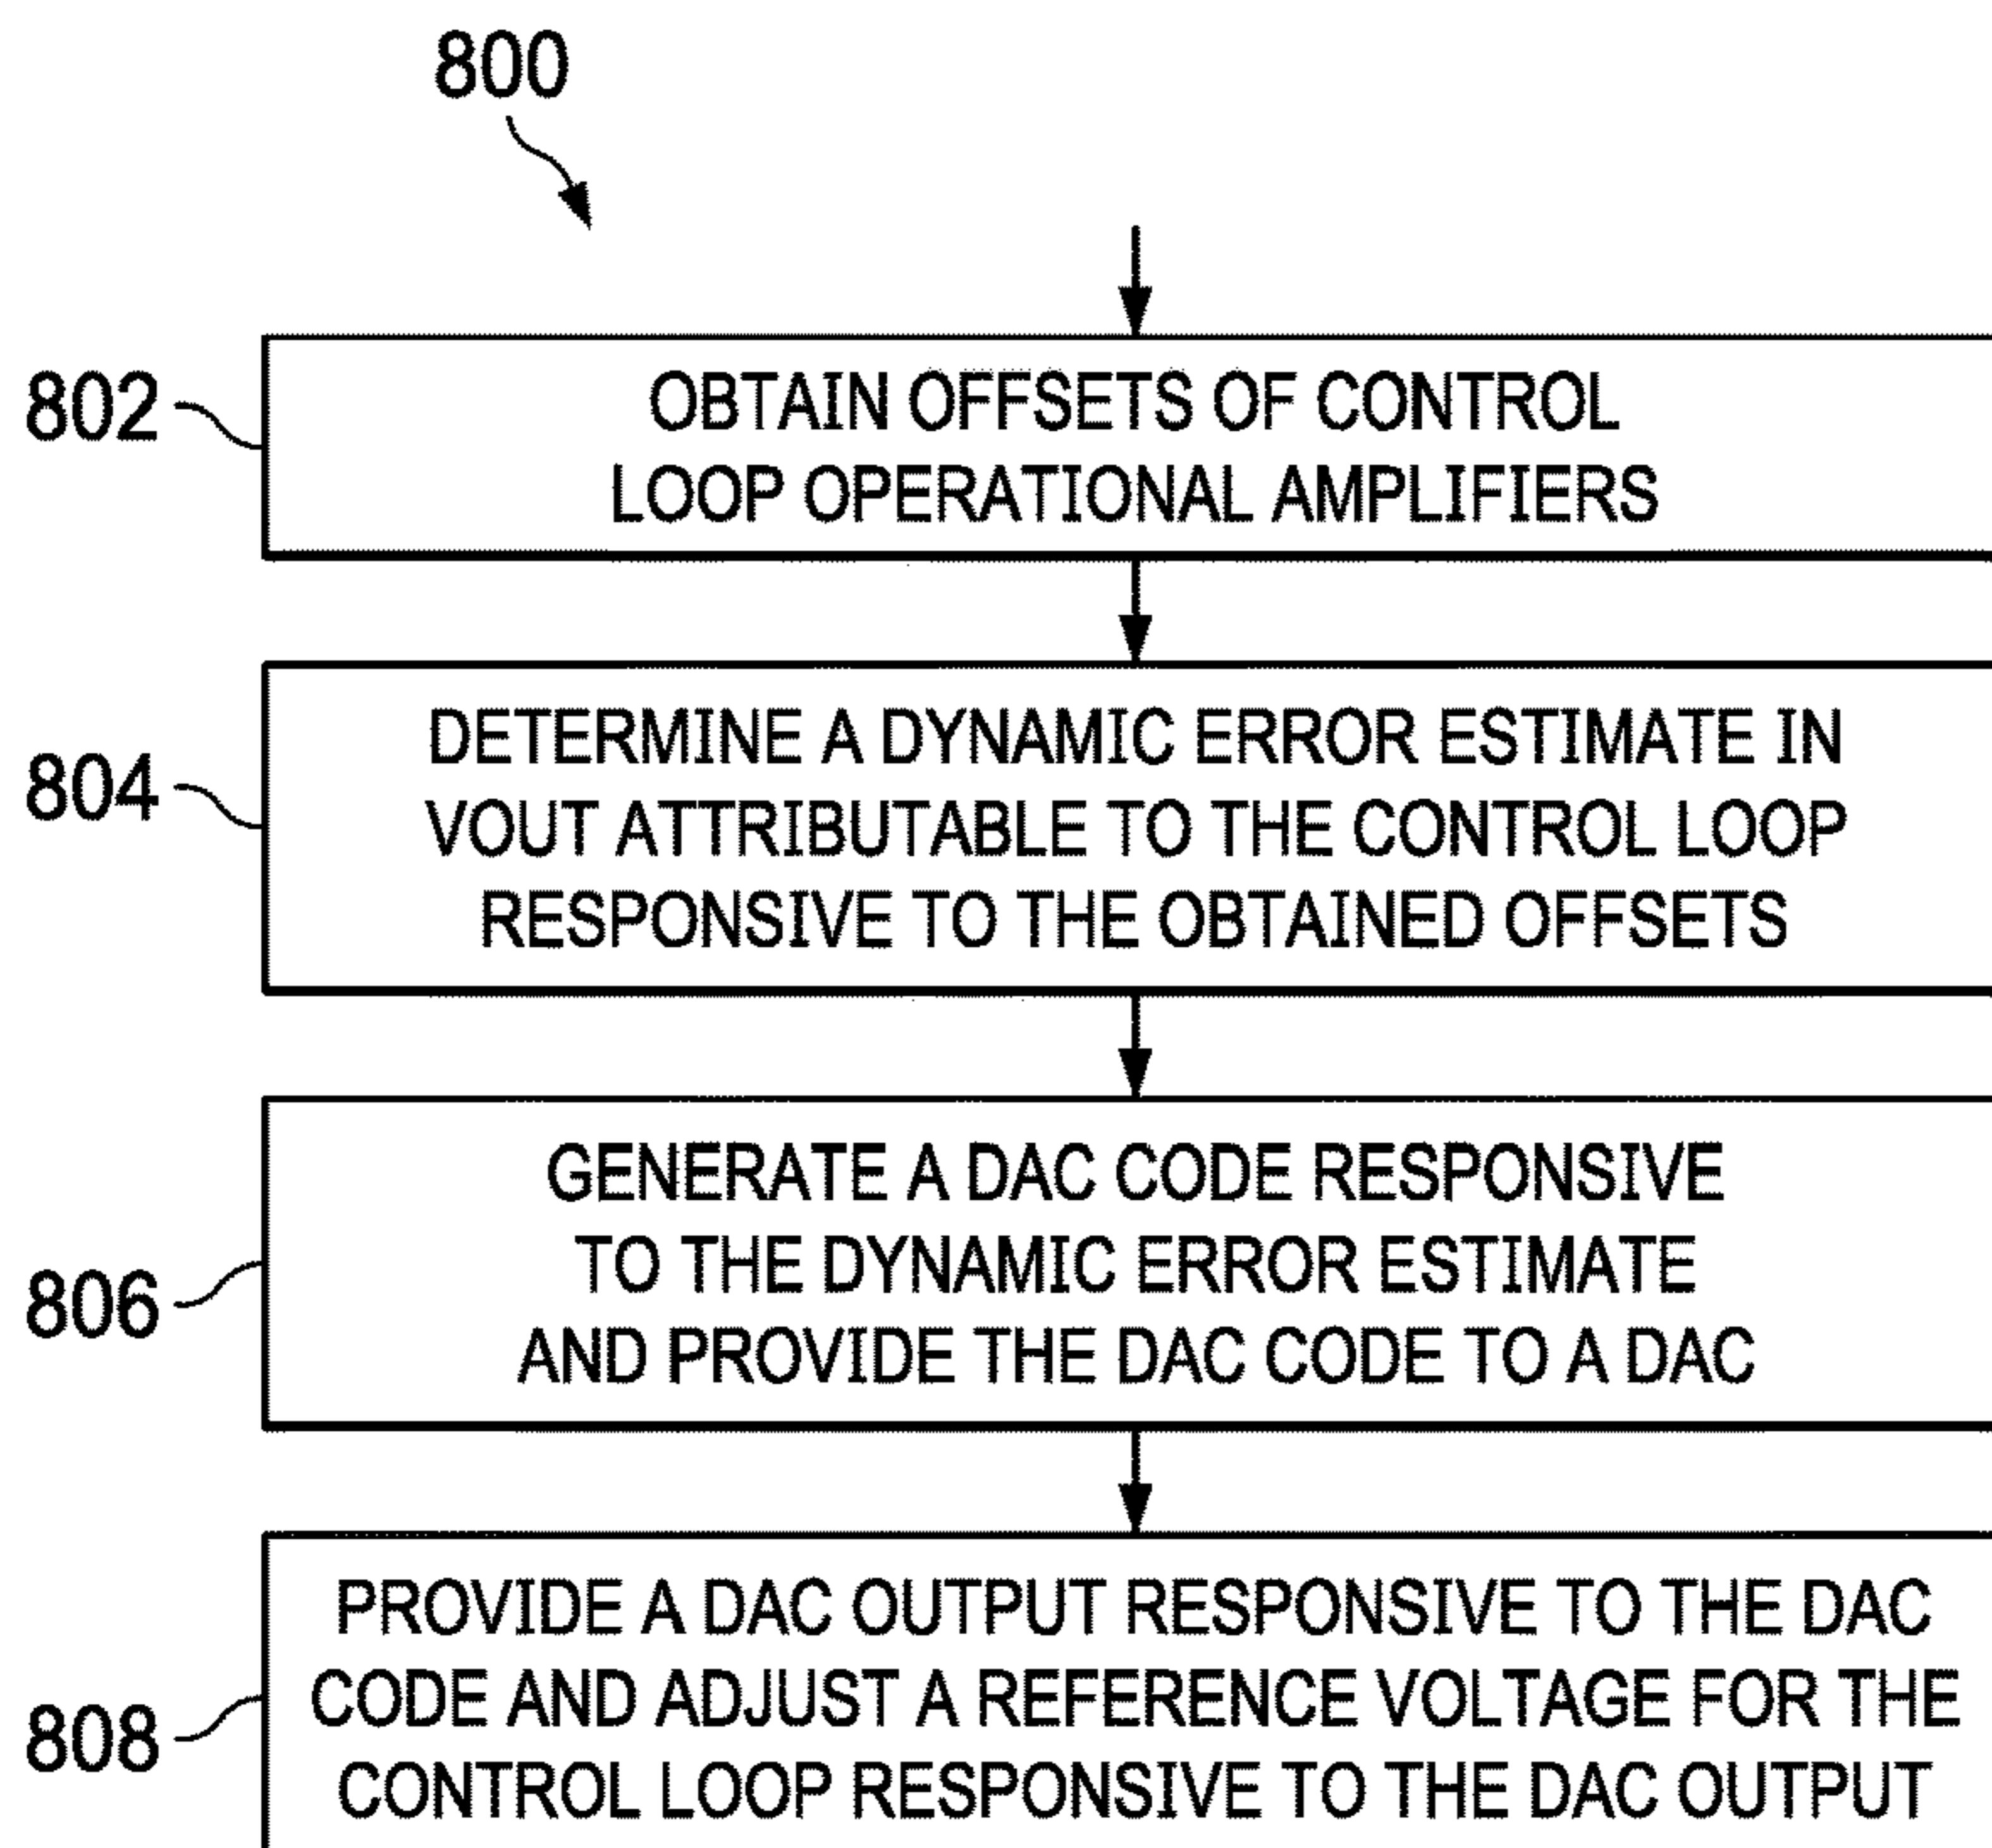 800
802
OBTAIN OFFSETS OF CONTROL
LOOP OPERATIONAL AMPLIFIERS
804
DETERMINE A DYNAMIC ERROR ESTIMATE IN
VOUT ATTRIBUTABLE TO THE CONTROL LOOP
RESPONSIVE TO THE OBTAINED OFFSETS
806
GENERATE A DAC CODE RESPONSIVE
TO THE DYNAMIC ERROR ESTIMATE
AND PROVIDE THE DAC CODE TO A DAC
808
PROVIDE A DAC OUTPUT RESPONSIVE TO THE DAC
CODE AND ADJUST A REFERENCE VOLTAGE FOR THE
CONTROL LOOP RESPONSIVE TO THE DAC OUTPUT